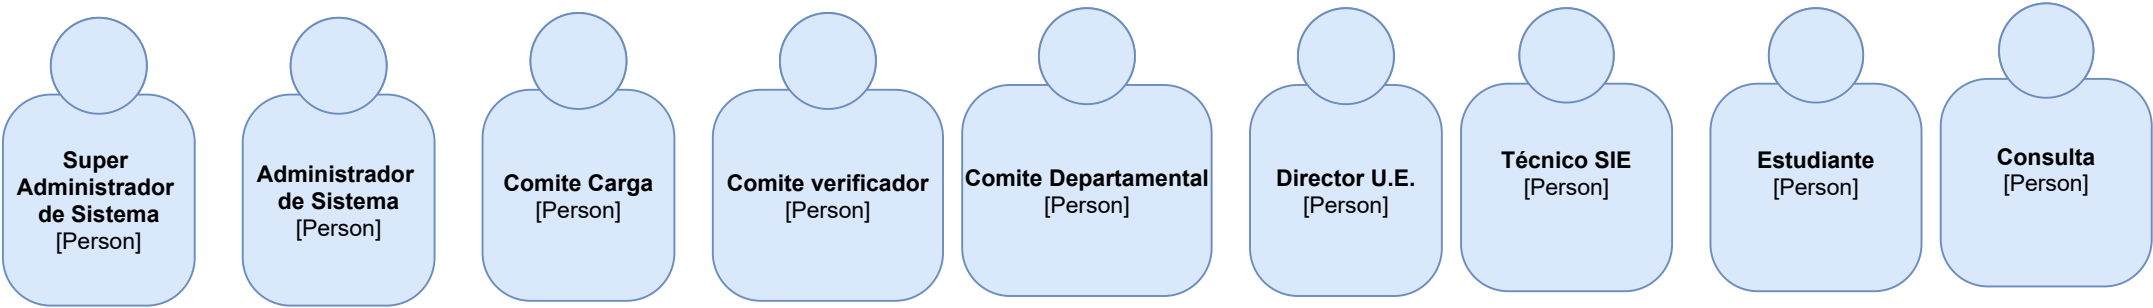 Super
Administrador
de Sistema
[Person]
Administrador
de Sistema
[Person]
Comite Carga
[Person]
Comite verificador
[Person]
Comite Departamental
[Person]
Director U.E.
[Person]
Técnico SIE
[Person]
Estudiante
[Person]
Consulta
[Person]